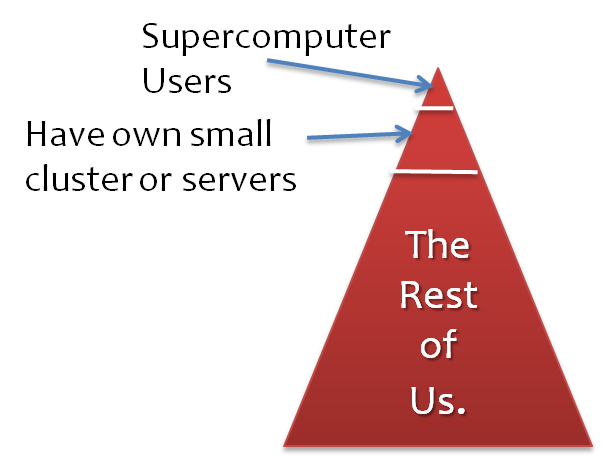 Supercomputer
Users
Have own small
cluster or servers
The
Rest
of
Us.